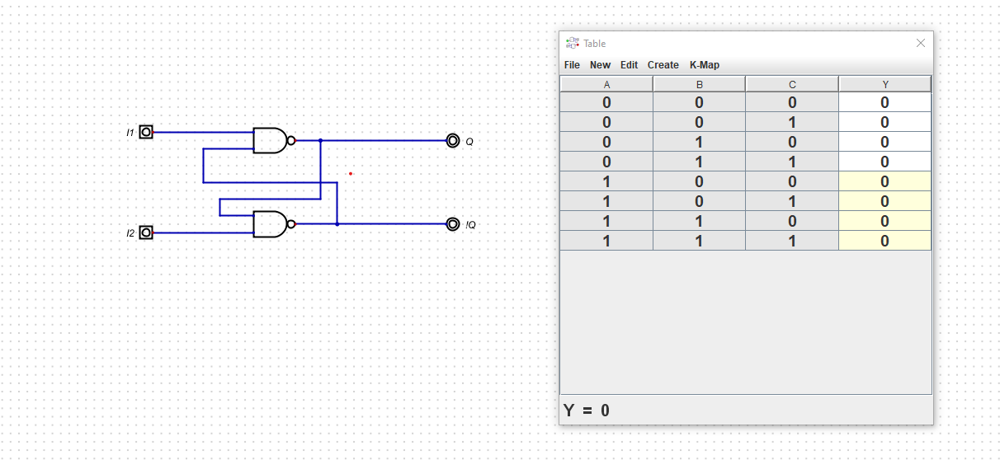 I1
I2
Q
!Q
Table
File New Edit Create K-Map
A B C Y
0 0 0 0
0 0 1 0
0 1 0 0
0 1 1 0
1 0 0 0
1 0 1 0
1 1 0 0
1 1 1 0
Y = 0